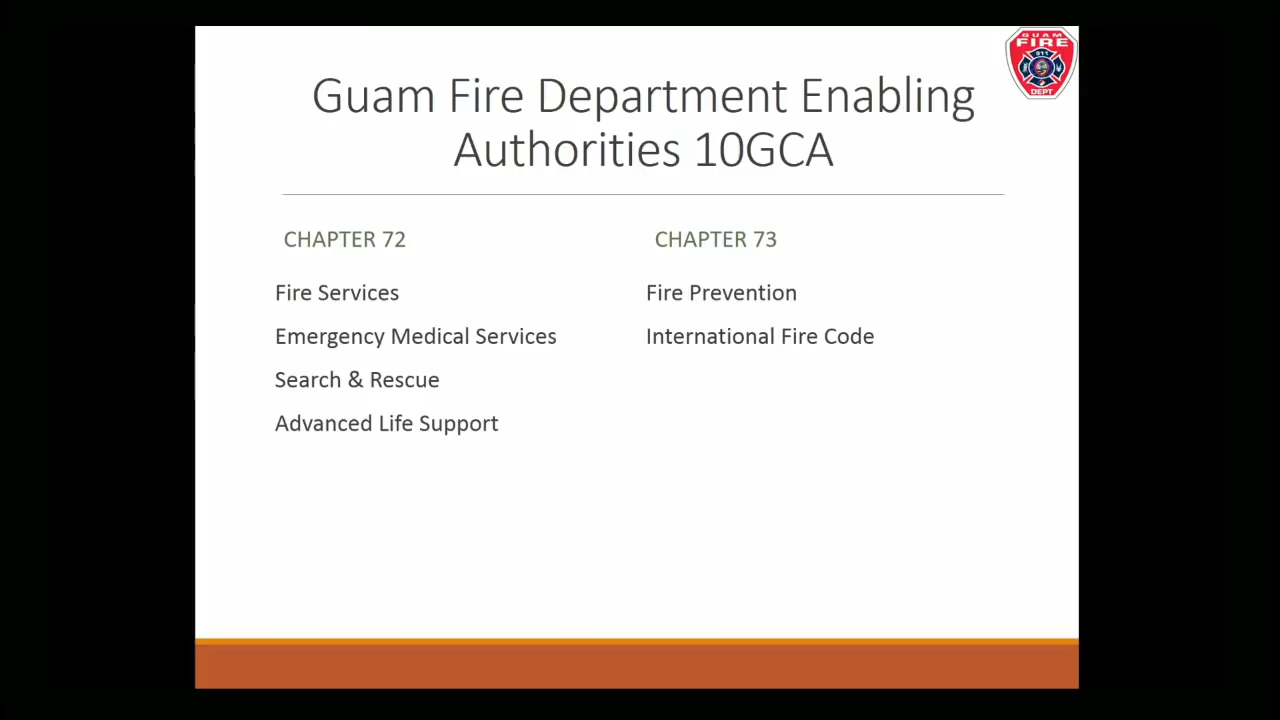 GUAM
FIRE
911
DEPT
Guam Fire Department Enabling
Authorities 10GCA
CHAPTER 72
Fire Services
Emergency Medical Services
Search & Rescue
Advanced Life Support
CHAPTER 73
Fire Prevention
International Fire Code